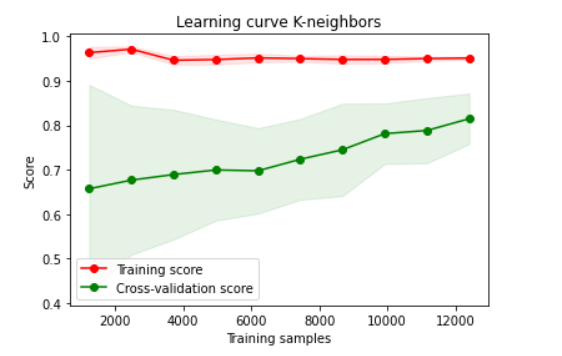 Learning curve K-neighbors
1.0
0.9
0.8
0.7
0.6
0.5
0.4
Score
Training score
Cross-validation score
2000 4000 6000 8000 10000 12000
Training samples